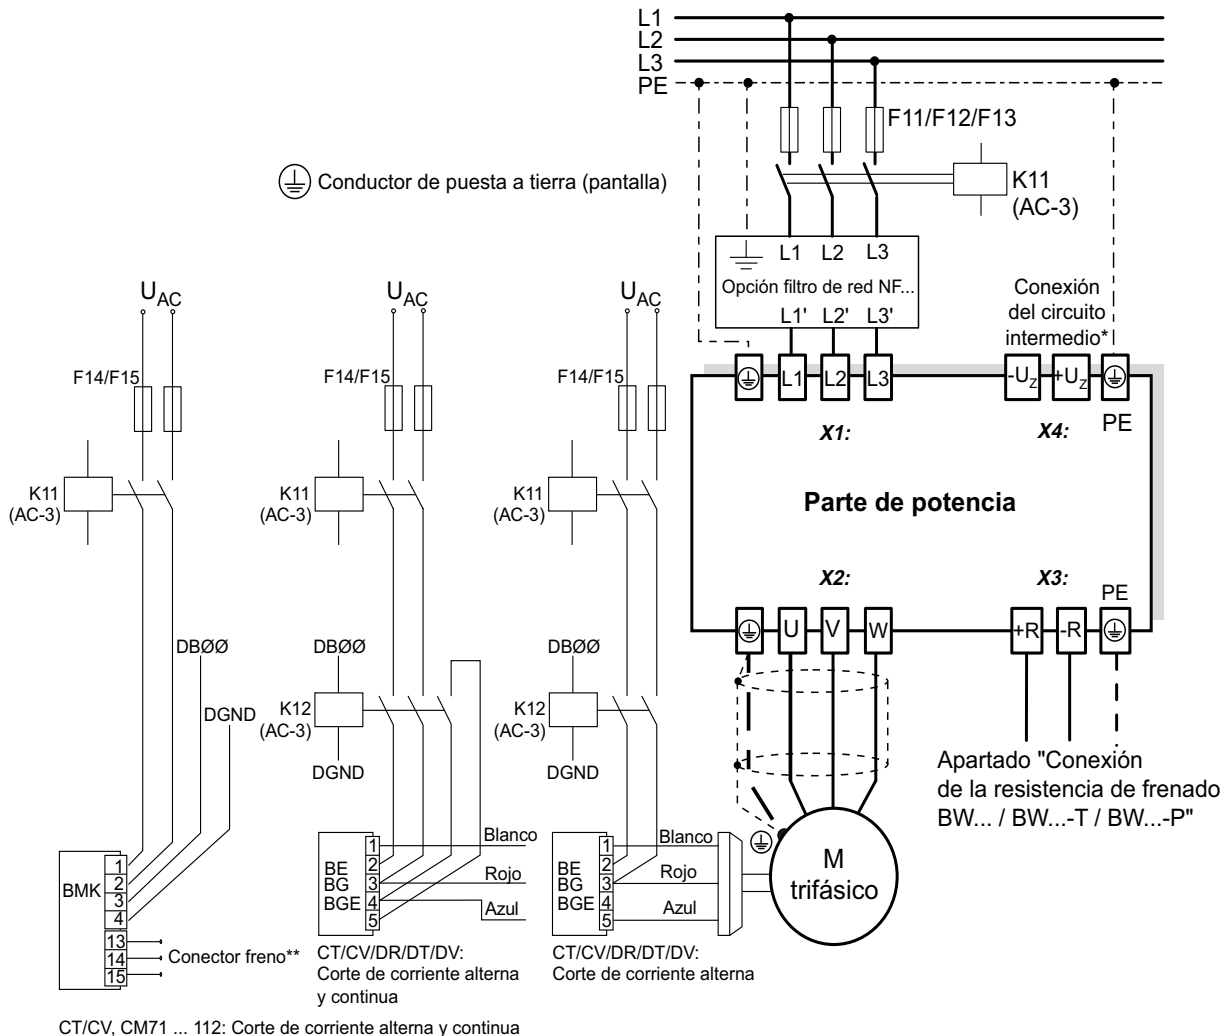 L1
L2
L3
PE
F11/F12/F13
Conductor de puesta a tierra (pantalla)
K11
(AC-3)
L1 L2 L3
Opción filtro de red NF...
L1' L2' L3'
Conexión
del circuito
intermedio*
UAC
UAC
UAC
F14/F15
F14/F15
F14/F15
L1 L2 L3
-UZ +UZ
X1:
X4:
PE
K11
(AC-3)
K11
(AC-3)
K11
(AC-3)
Parte de potencia
X2:
X3:
PE
U V W
+R -R
DBØØ
DGND
DBØØ
K12
(AC-3)
DGND
DBØØ
K12
(AC-3)
DGND
Apartado "Conexión
de la resistencia de frenado
BW... / BW...-T / BW...-P"
M
trifásico
BMK
1
2
3
4
13
14
15
Conector freno**
BE
BG
BGE
1
2
3
4
5
Blanco
Rojo
Azul
CT/CV/DR/DT/DV:
Corte de corriente alterna
y continua
BE
BG
BGE
1
2
3
4
5
Blanco
Rojo
Azul
CT/CV/DR/DT/DV:
Corte de corriente alterna
CT/CV, CM71 ... 112: Corte de corriente alterna y continua